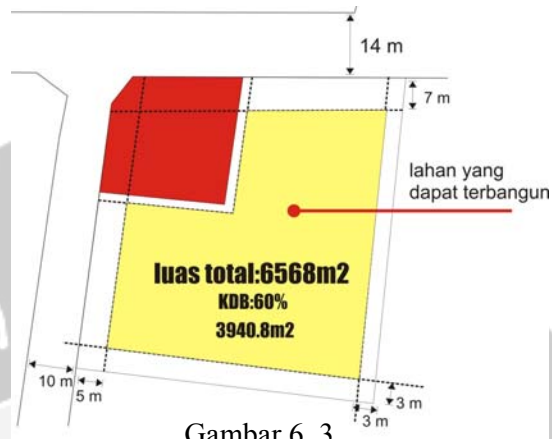 14 m
7 m
lahan yang
dapat terbangun
luas total:6568m2
KDB:60%
3940.8m2
10 m
5 m
3 m
3 m
Gambar 6. 3